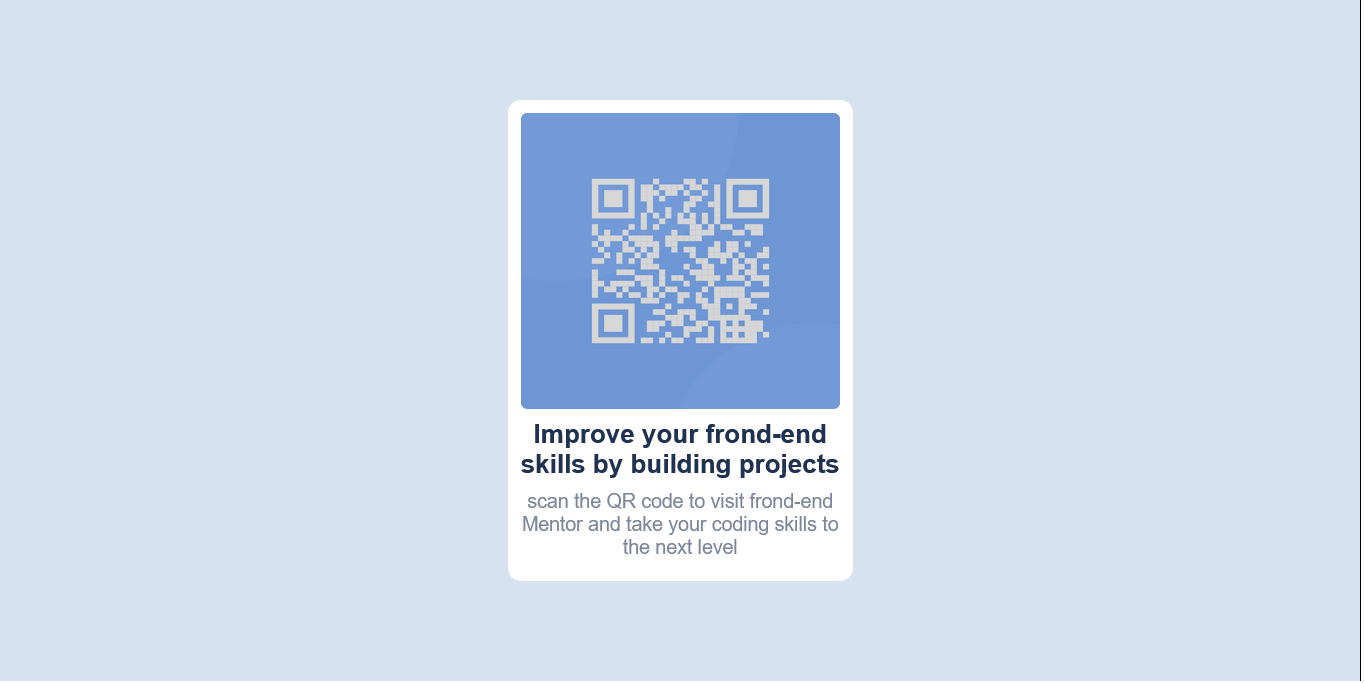 Improve your frond-end
skills by building projects
scan the QR code to visit frond-end
Mentor and take your coding skills to
the next level